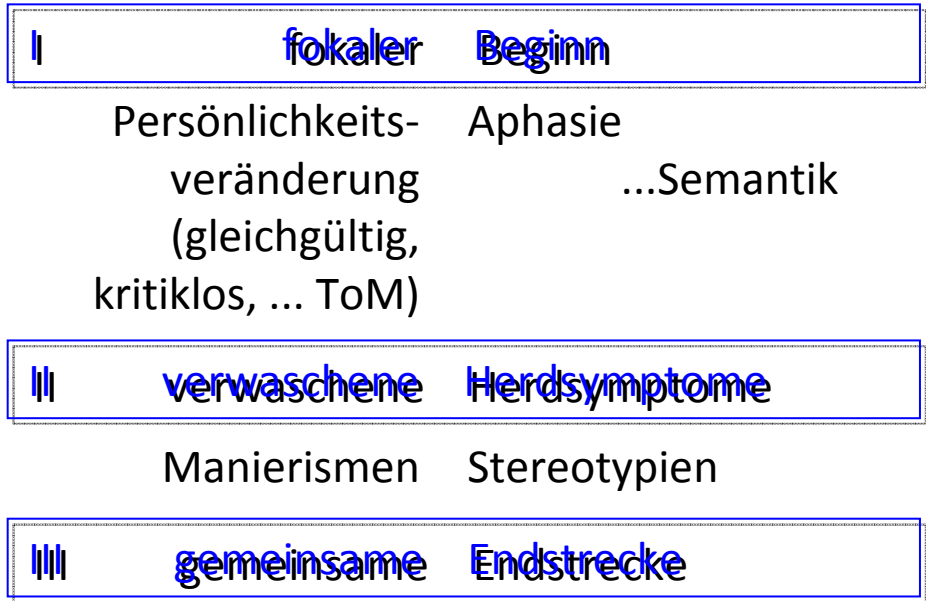 I fokaler Beginn
Persönlichkeits- Aphasie
veränderung ...Semantik
(gleichgültig,
kritiklos, ... ToM)
II verwaschene Herdsymptome
Manierismen Stereotypien
III gemeinsame Endstrecke